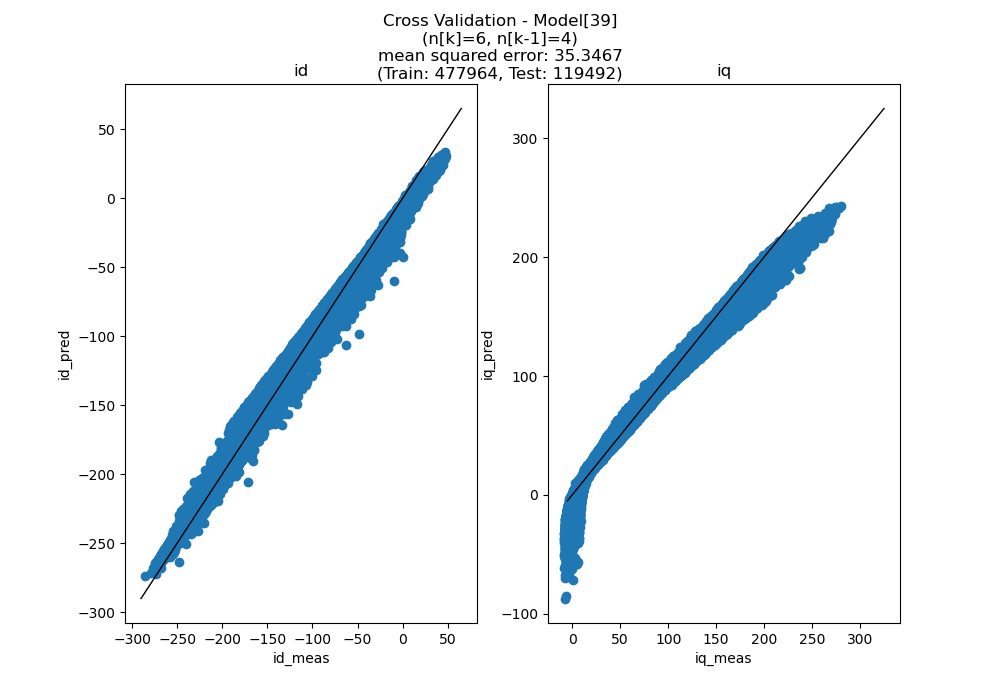 Cross Validation - Model[39]
(n[k]=6, n[k-1]=4)
mean squared error: 35.3467
(Train: 477964, Test: 119492)
id
50
0
−50
−100
−150
−200
−250
−300
id_pred
−300 −250 −200 −150 −100 −50 0 50
id_meas
iq
300
200
100
0
−100
iq_pred
0 50 100 150 200 250 300
iq_meas